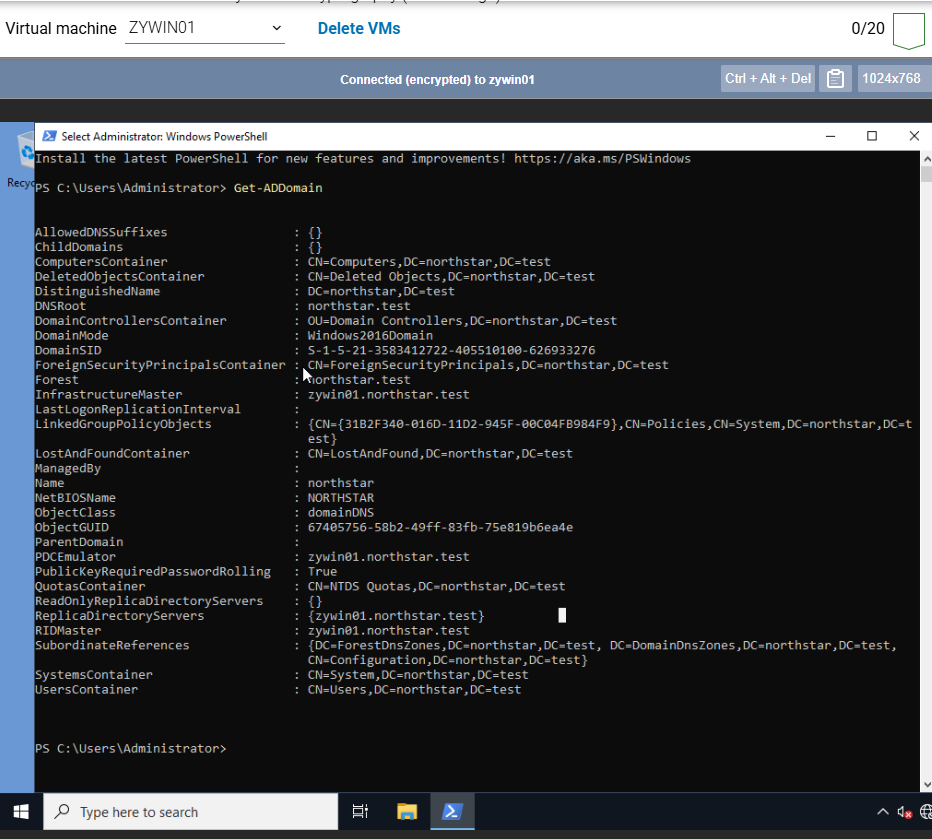 Virtual machine ZYWIN01 Delete VMs 0/20
Connected (encrypted) to zywin01 Ctrl + Alt + Del 1024x768
Select Administrator: Windows PowerShell
Install the latest PowerShell for new features and improvements! https://aka.ms/PSWindows
PS C:\Users\Administrator> Get-ADDomain
AllowedDNSSuffixes : {}
ChildDomains : {}
ComputersContainer : CN=Computers,DC=northstar,DC=test
DeletedObjectsContainer : CN=Deleted Objects,DC=northstar,DC=test
DistinguishedName : DC=northstar,DC=test
DNSRoot : northstar.test
DomainControllersContainer : OU=Domain Controllers,DC=northstar,DC=test
DomainMode : Windows2016Domain
DomainSID : S-1-5-21-3583412722-405510100-626933276
ForeignSecurityPrincipalsContainer : CN=ForeignSecurityPrincipals,DC=northstar,DC=test
Forest : northstar.test
InfrastructureMaster : zywin01.northstar.test
LastLogonReplicationInterval :
LinkedGroupPolicyObjects : {CN={31B2F340-016D-11D2-945F-00C04FB984F9},CN=Policies,CN=System,DC=northstar,DC=t
est}
LostAndFoundContainer : CN=LostAndFound,DC=northstar,DC=test
ManagedBy :
Name : northstar
NetBIOSName : NORTHSTAR
ObjectClass : domainDNS
ObjectGUID : 67405756-58b2-49ff-83fb-75e819b6ea4e
ParentDomain :
PDCEmulator : zywin01.northstar.test
PublicKeyRequiredPasswordRolling : True
QuotasContainer : CN=NTDS Quotas,DC=northstar,DC=test
ReadOnlyReplicaDirectoryServers : {}
ReplicaDirectoryServers : {zywin01.northstar.test}
RIDMaster : zywin01.northstar.test
SubordinateReferences : {DC=ForestDnsZones,DC=northstar,DC=test, DC=DomainDnsZones,DC=northstar,DC=test,
CN=Configuration,DC=northstar,DC=test}
SystemsContainer : CN=System,DC=northstar,DC=test
UsersContainer : CN=Users,DC=northstar,DC=test
PS C:\Users\Administrator>
Type here to search